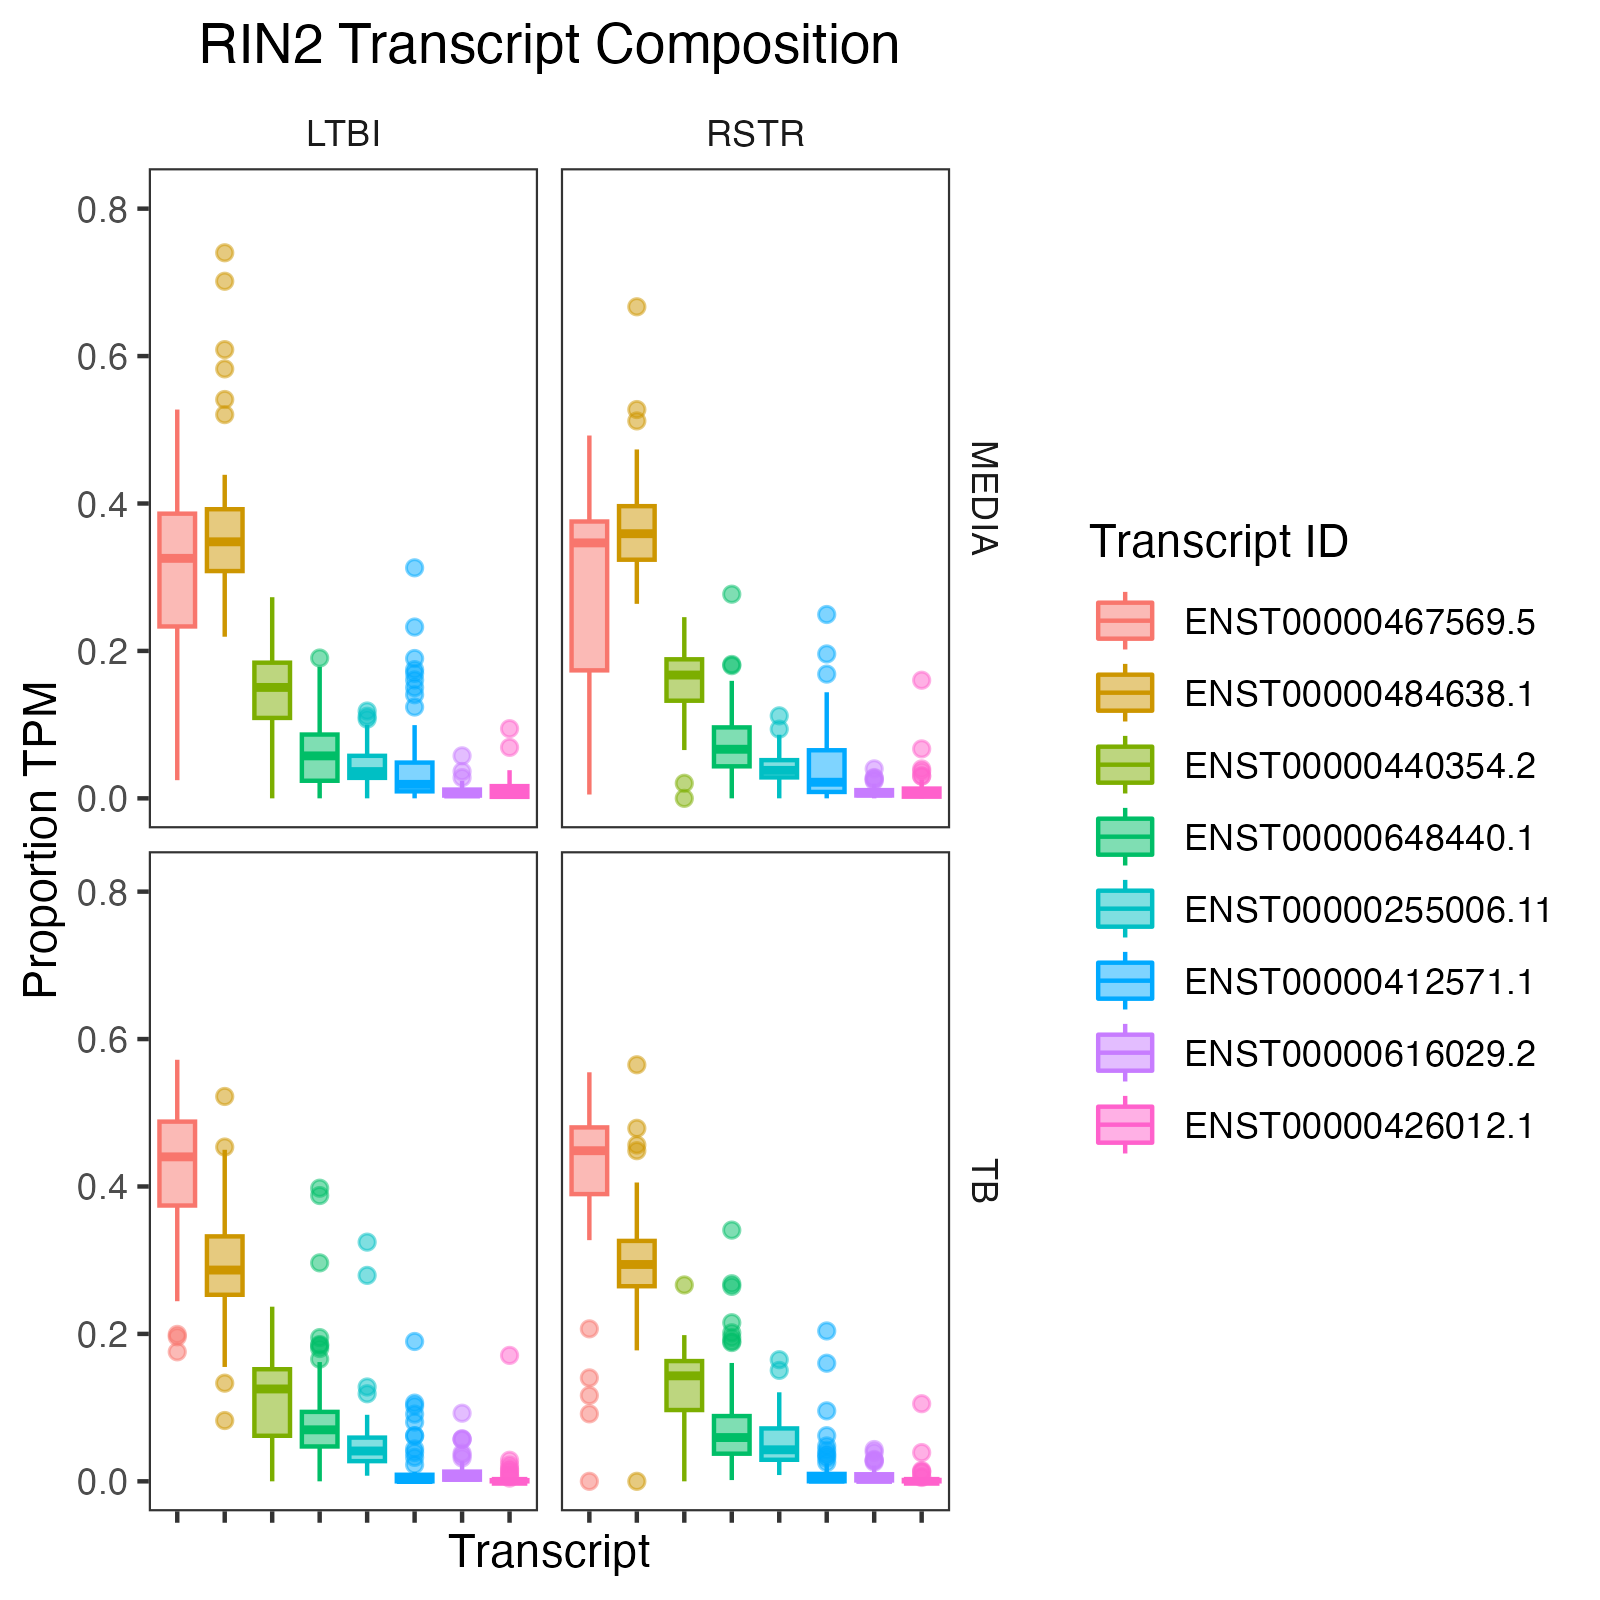 RIN2 Transcript Composition
LTBI
RSTR
0.8
0.6
0.4
0.2
0.0
MEDIA
0.8
0.6
0.4
0.2
0.0
TB
Proportion TPM
Transcript
Transcript ID
ENST00000467569.5
ENST00000484638.1
ENST00000440354.2
ENST00000648440.1
ENST00000255006.11
ENST00000412571.1
ENST00000616029.2
ENST00000426012.1